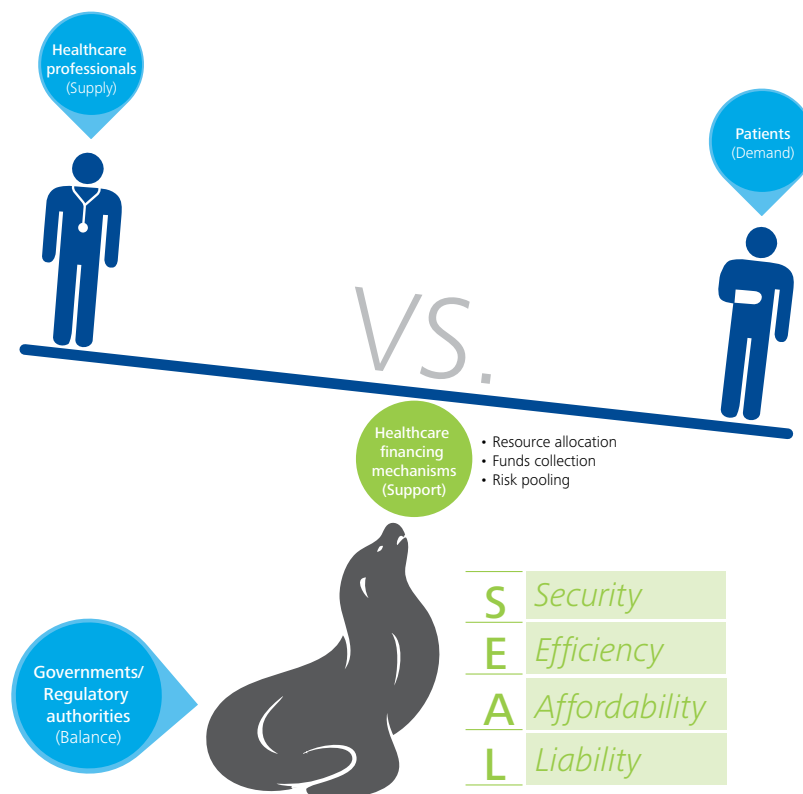 Healthcare
professionals
(Supply)
Patients
(Demand)
VS.
Healthcare
financing
mechanisms
(Support)
• Resource allocation
• Funds collection
• Risk pooling
S Security
E Efficiency
A Affordability
L Liability
Governments/
Regulatory
authorities
(Balance)